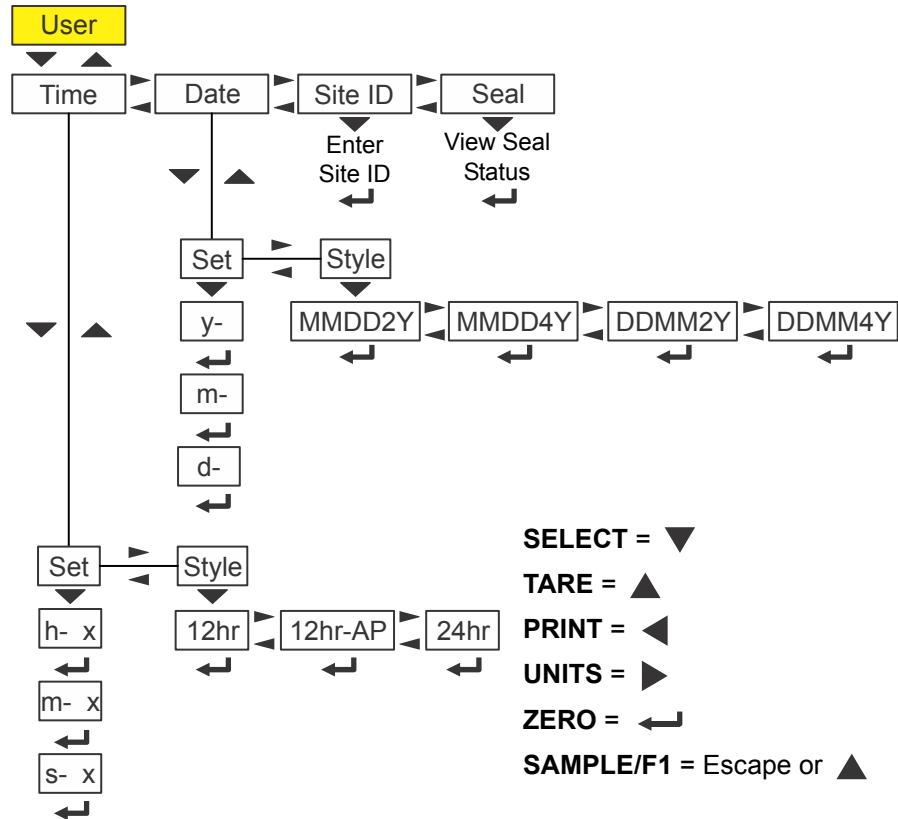 User
Time Date Site ID Seal
Enter
Site ID
View Seal
Status
Set Style
y-
m-
d-
MMDD2Y MMDD4Y DDMM2Y DDMM4Y
Set Style
h- x
m- x
s- x
12hr 12hr-AP 24hr
SELECT =
TARE =
PRINT =
UNITS =
ZERO =
SAMPLE/F1 = Escape or